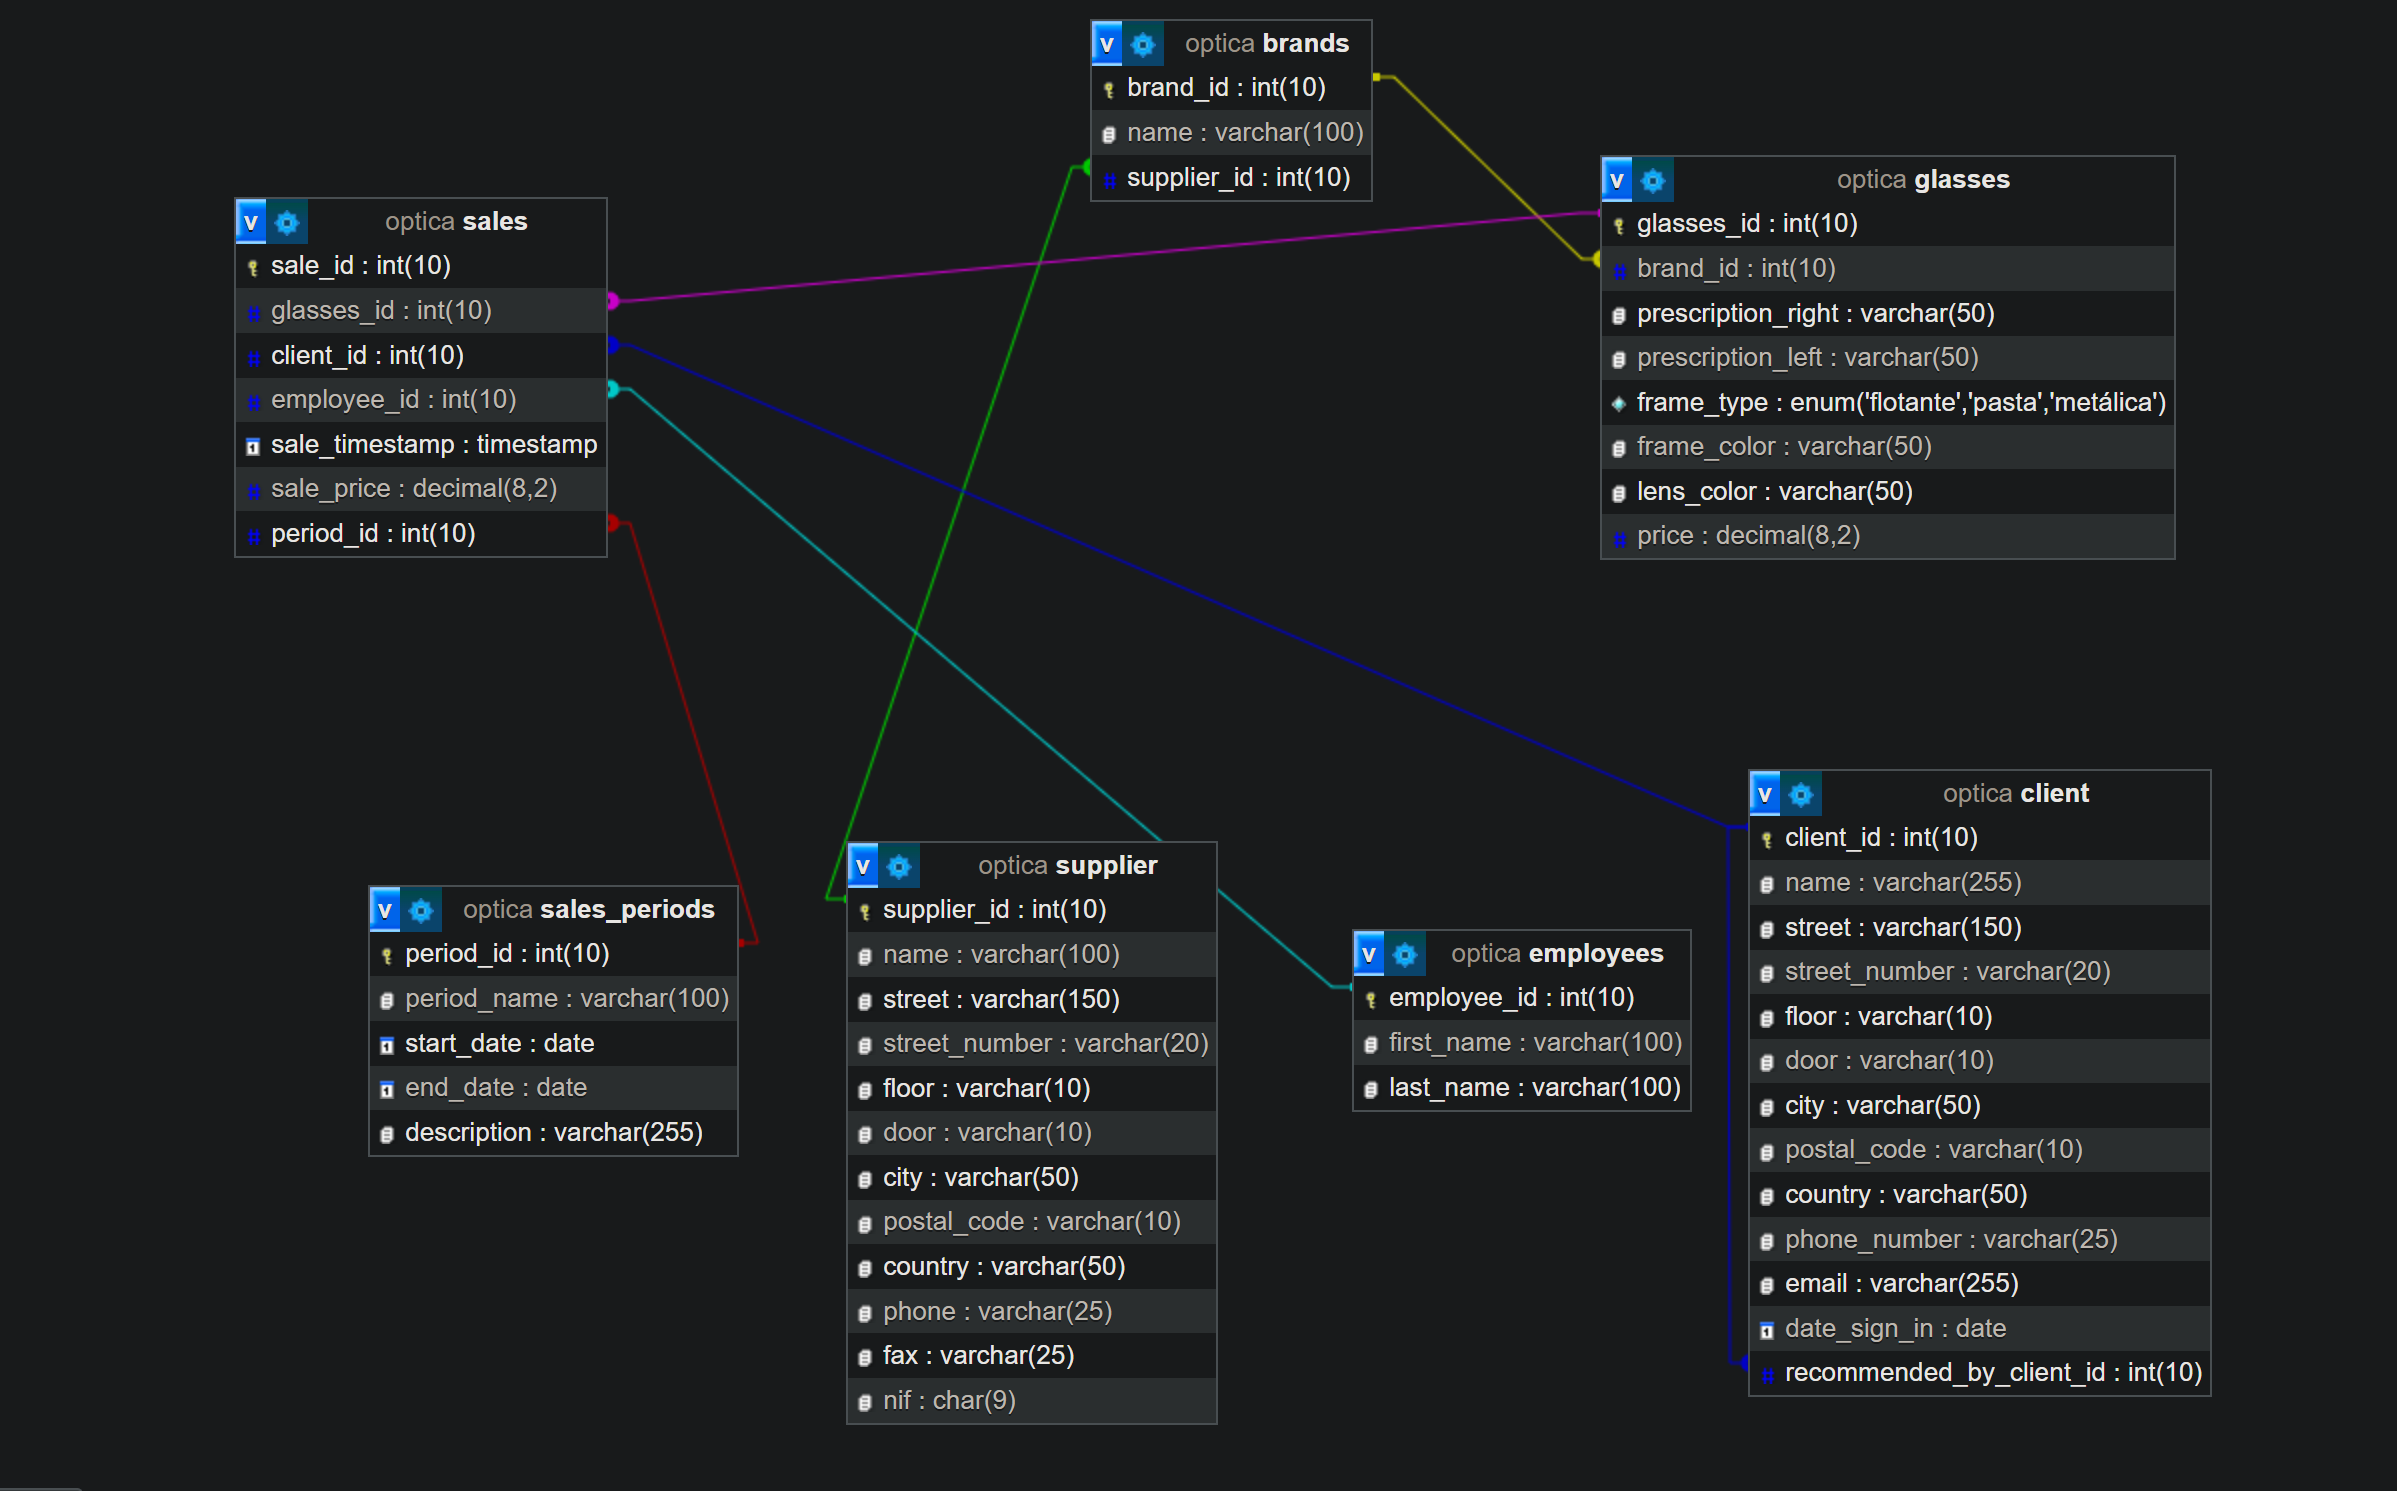 v optica brands
brand_id : int(10)
name : varchar(100)
supplier_id : int(10)
v optica glasses
glasses_id : int(10)
brand_id : int(10)
prescription_right : varchar(50)
prescription_left : varchar(50)
frame_type : enum('flotante','pasta','metálica')
frame_color : varchar(50)
lens_color : varchar(50)
price : decimal(8,2)
v optica sales
sale_id : int(10)
glasses_id : int(10)
client_id : int(10)
employee_id : int(10)
sale_timestamp : timestamp
sale_price : decimal(8,2)
period_id : int(10)
v optica sales_periods
period_id : int(10)
period_name : varchar(100)
start_date : date
end_date : date
description : varchar(255)
v optica supplier
supplier_id : int(10)
name : varchar(100)
street : varchar(150)
street_number : varchar(20)
floor : varchar(10)
door : varchar(10)
city : varchar(50)
postal_code : varchar(10)
country : varchar(50)
phone : varchar(25)
fax : varchar(25)
nif : char(9)
v optica employees
employee_id : int(10)
first_name : varchar(100)
last_name : varchar(100)
v optica client
client_id : int(10)
name : varchar(255)
street : varchar(150)
street_number : varchar(20)
floor : varchar(10)
door : varchar(10)
city : varchar(50)
postal_code : varchar(10)
country : varchar(50)
phone_number : varchar(25)
email : varchar(255)
date_sign_in : date
recommended_by_client_id : int(10)